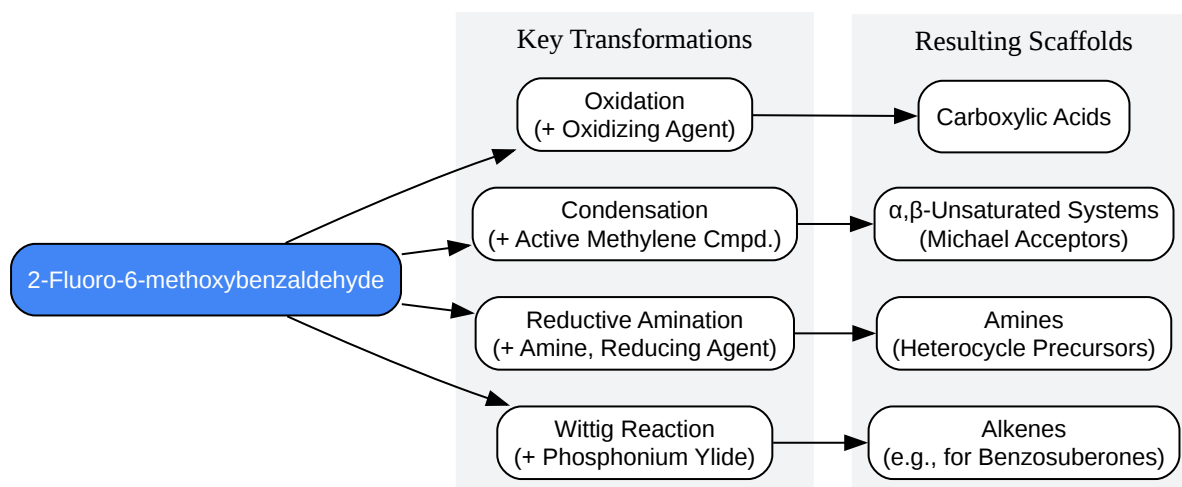 Key Transformations
Resulting Scaffolds
2-Fluoro-6-methoxybenzaldehyde
Oxidation
(+ Oxidizing Agent)
Carboxylic Acids
Condensation
(+ Active Methylene Cmpd.)
α,β-Unsaturated Systems
(Michael Acceptors)
Reductive Amination
(+ Amine, Reducing Agent)
Amines
(Heterocycle Precursors)
Wittig Reaction
(+ Phosphonium Ylide)
Alkenes
(e.g., for Benzosuberones)